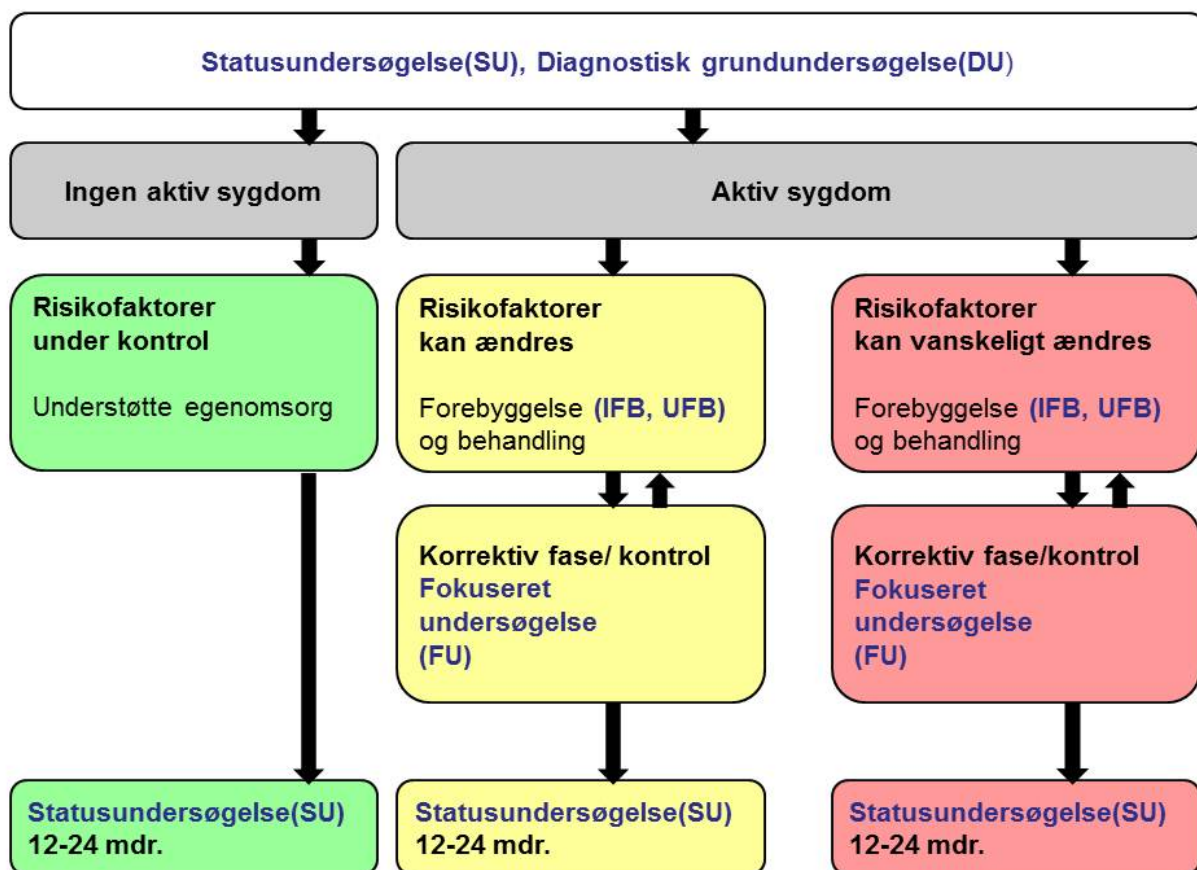 Statusundersøgelse(SU), Diagnostisk grundundersøgelse(DU)
Ingen aktiv sygdom
Aktiv sygdom
Risikofaktorer
under kontrol
Understøtte egenomsorg
Risikofaktorer
kan ændres
Forebyggelse (IFB, UFB)
og behandling
Risikofaktorer
kan vanskeligt ændres
Forebyggelse (IFB, UFB)
og behandling
Korrektiv fase/ kontrol
Fokuseret
undersøgelse
(FU)
Korrektiv fase/kontrol
Fokuseret
undersøgelse
(FU)
Statusundersøgelse(SU)
12-24 mdr.
Statusundersøgelse(SU)
12-24 mdr.
Statusundersøgelse(SU)
12-24 mdr.